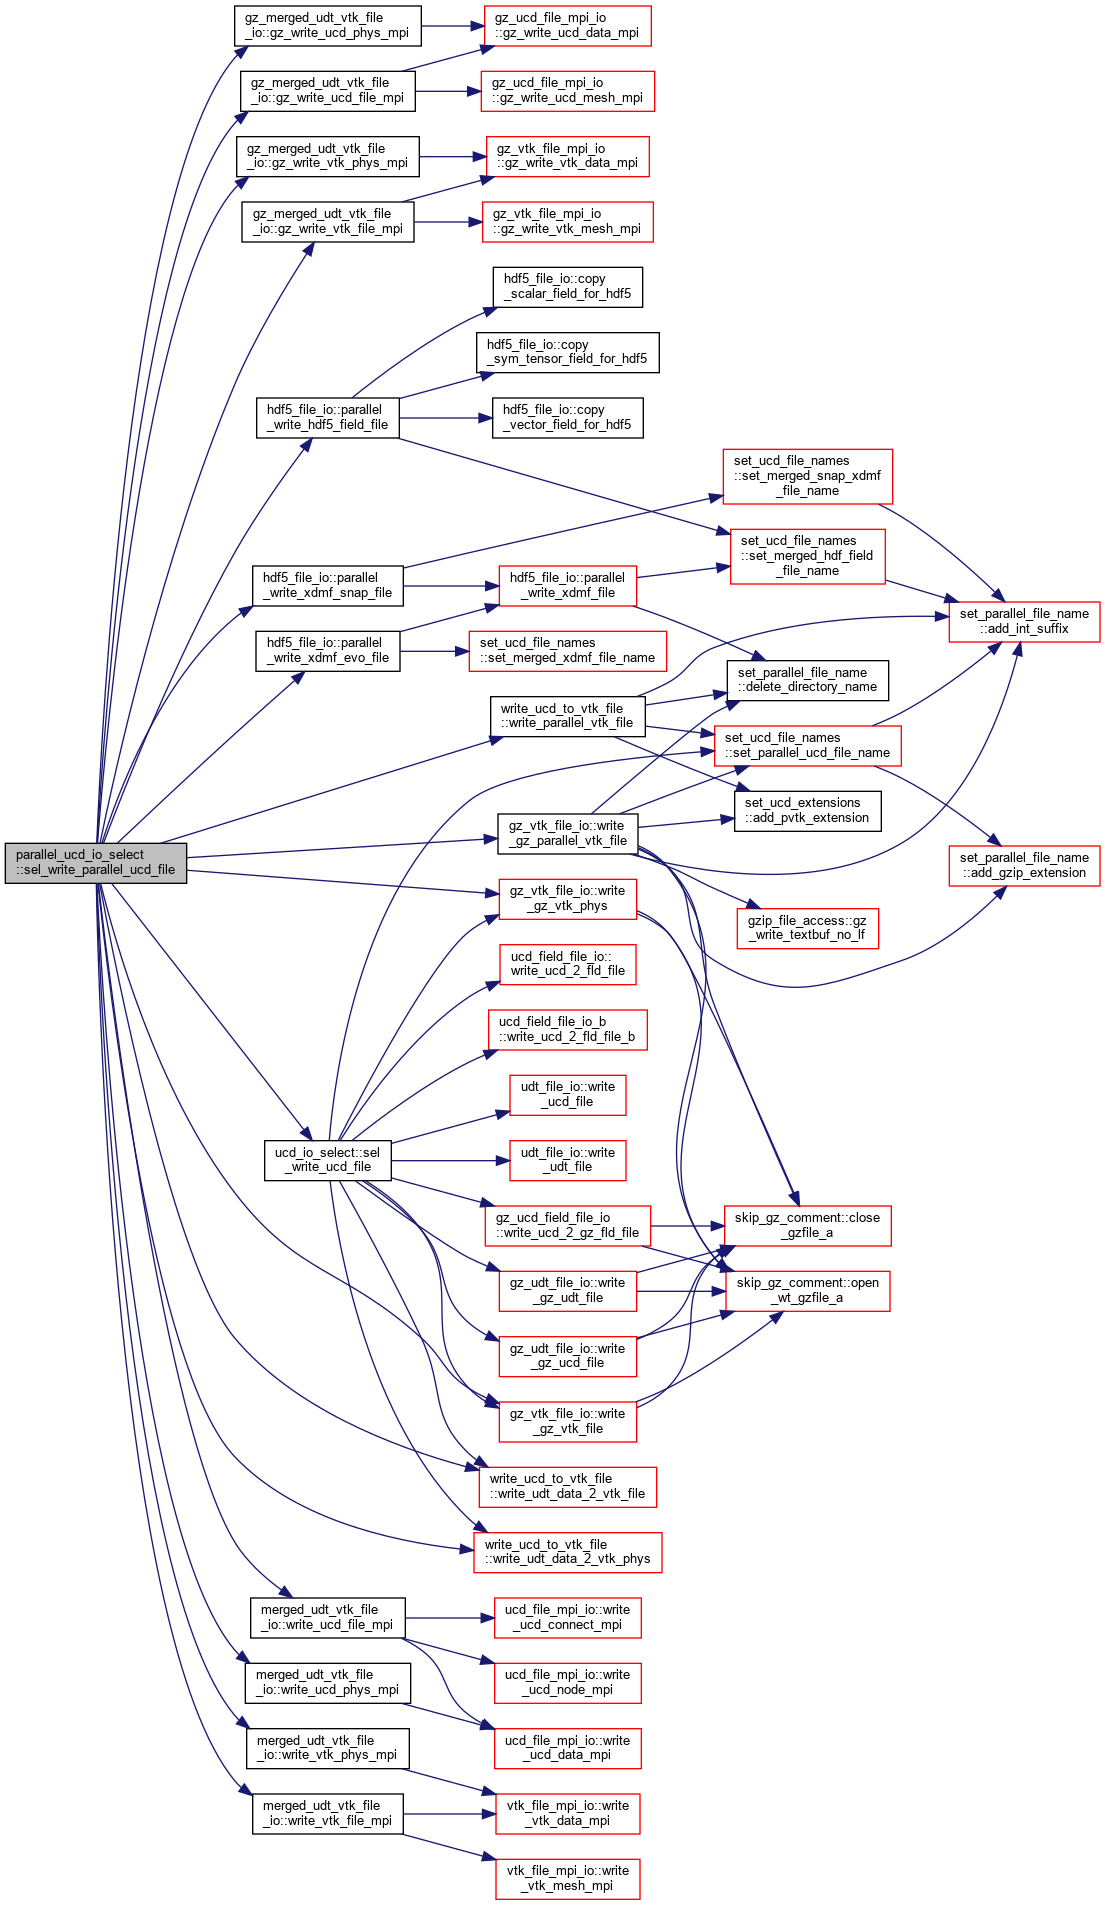 gz_merged_udt_vtk_file
_io::gz_write_ucd_phys_mpi
gz_ucd_file_mpi_io
::gz_write_ucd_data_mpi
gz_merged_udt_vtk_file
_io::gz_write_ucd_file_mpi
gz_ucd_file_mpi_io
::gz_write_ucd_mesh_mpi
gz_merged_udt_vtk_file
_io::gz_write_vtk_phys_mpi
gz_vtk_file_mpi_io
::gz_write_vtk_data_mpi
gz_merged_udt_vtk_file
_io::gz_write_vtk_file_mpi
gz_vtk_file_mpi_io
::gz_write_vtk_mesh_mpi
hdf5_file_io::copy
_scalar_field_for_hdf5
hdf5_file_io::copy
_sym_tensor_field_for_hdf5
hdf5_file_io::parallel
_write_hdf5_field_file
hdf5_file_io::copy
_vector_field_for_hdf5
set_ucd_file_names
::set_merged_snap_xdmf
_file_name
set_ucd_file_names
::set_merged_hdf_field
_file_name
hdf5_file_io::parallel
_write_xdmf_snap_file
hdf5_file_io::parallel
_write_xdmf_file
set_parallel_file_name
::add_int_suffix
hdf5_file_io::parallel
_write_xdmf_evo_file
set_ucd_file_names
::set_merged_xdmf_file_name
set_parallel_file_name
::delete_directory_name
write_ucd_to_vtk_file
::write_parallel_vtk_file
set_ucd_file_names
::set_parallel_ucd_file_name
set_ucd_extensions
::add_pvtk_extension
gz_vtk_file_io::write
_gz_parallel_vtk_file
parallel_ucd_io_select
::sel_write_parallel_ucd_file
set_parallel_file_name
::add_gzip_extension
gz_vtk_file_io::write
_gz_vtk_phys
gzip_file_access::gz
_write_textbuf_no_lf
ucd_field_file_io::
write_ucd_2_fld_file
ucd_field_file_io_b
::write_ucd_2_fld_file_b
udt_file_io::write
_ucd_file
ucd_io_select::sel
_write_ucd_file
udt_file_io::write
_udt_file
gz_ucd_field_file_io
::write_ucd_2_gz_fld_file
skip_gz_comment::close
_gzfile_a
gz_udt_file_io::write
_gz_udt_file
skip_gz_comment::open
_wt_gzfile_a
gz_udt_file_io::write
_gz_ucd_file
gz_vtk_file_io::write
_gz_vtk_file
write_ucd_to_vtk_file
::write_udt_data_2_vtk_file
write_ucd_to_vtk_file
::write_udt_data_2_vtk_phys
merged_udt_vtk_file
_io::write_ucd_file_mpi
ucd_file_mpi_io::write
_ucd_connect_mpi
merged_udt_vtk_file
_io::write_ucd_phys_mpi
ucd_file_mpi_io::write
_ucd_node_mpi
merged_udt_vtk_file
_io::write_vtk_phys_mpi
ucd_file_mpi_io::write
_ucd_data_mpi
merged_udt_vtk_file
_io::write_vtk_file_mpi
vtk_file_mpi_io::write
_vtk_data_mpi
vtk_file_mpi_io::write
_vtk_mesh_mpi